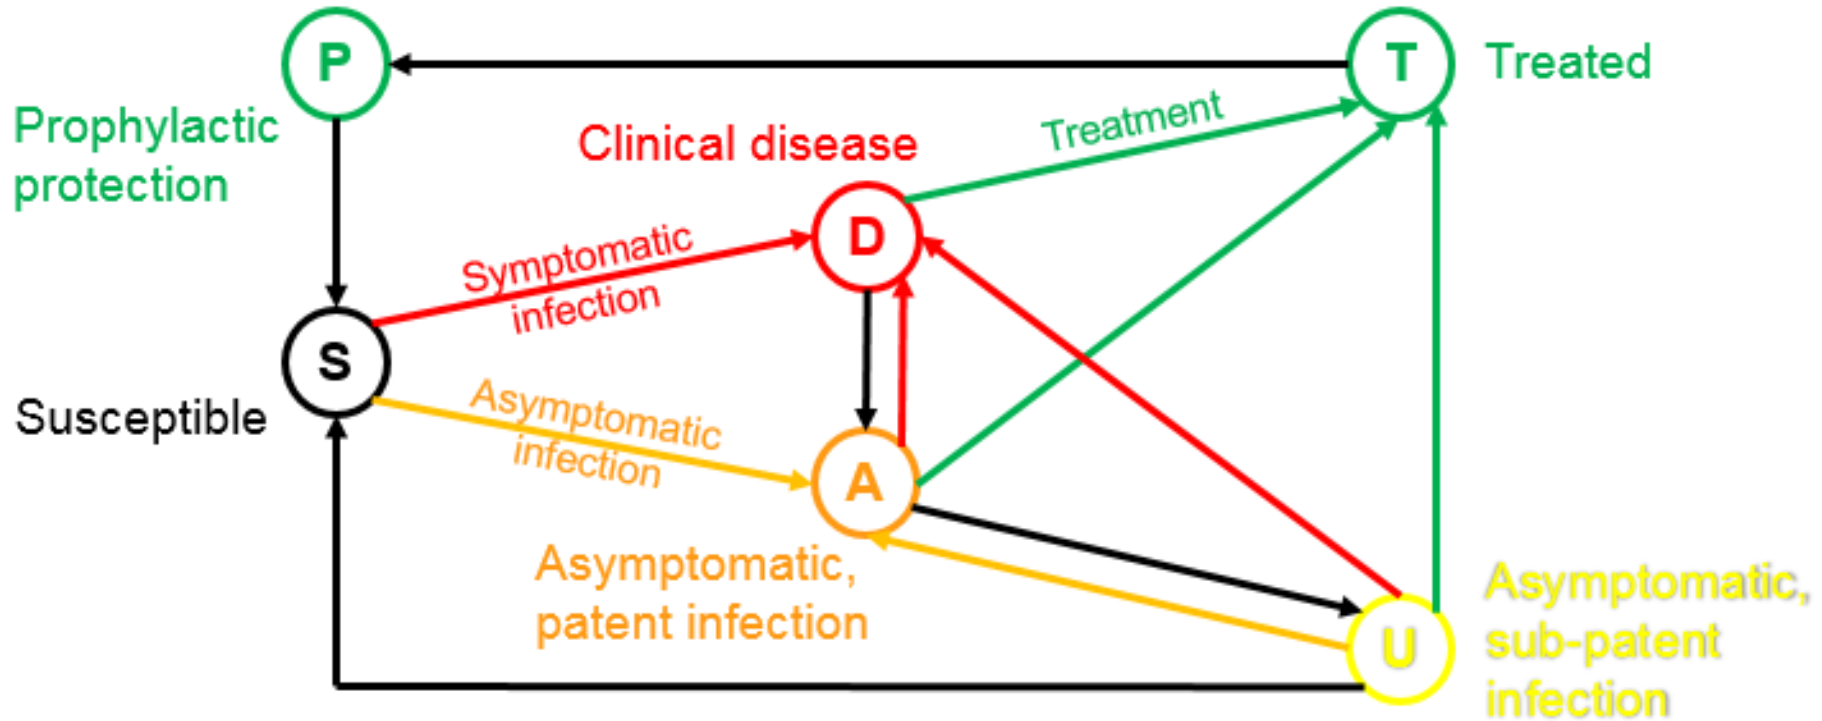 P
T
Treated
Prophylactic
protection
Clinical disease
Treatment
D
Symptomatic
infection
S
Susceptible
Asymptomatic
infection
A
Asymptomatic,
patent infection
U
Asymptomatic,
sub-patent
infection